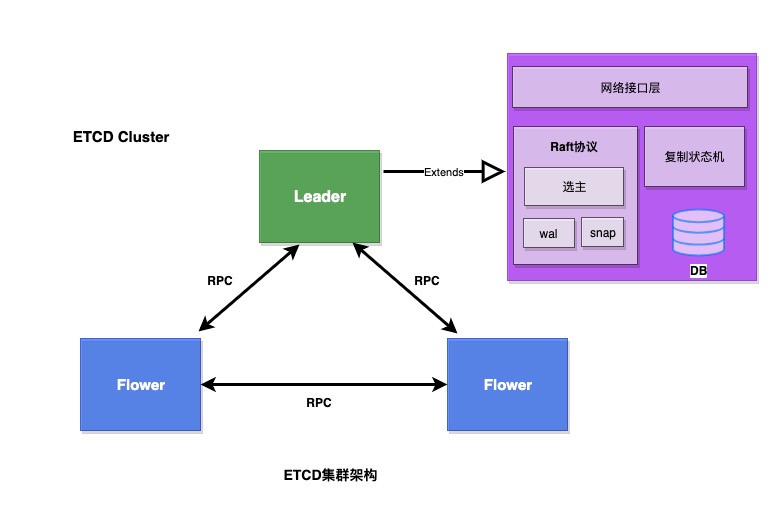 ETCD Cluster
Leader
Extends
网络接口层
Raft协议
选主
wal
snap
复制状态机
DB
RPC
RPC
Flower
Flower
RPC
ETCD集群架构